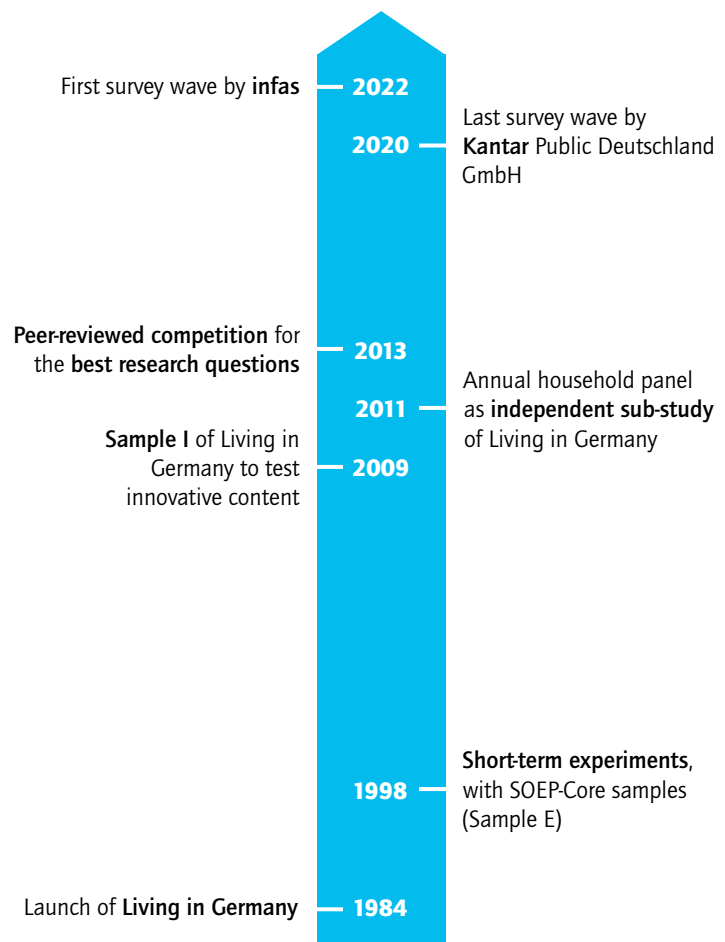 First survey wave by infas
2022
Last survey wave by
Kantar Public Deutschland
GmbH
2020
Peer-reviewed competition for
the best research questions
2013
Annual household panel
as independent sub-study
of Living in Germany
2011
Sample I of Living in
Germany to test
innovative content
2009
Short-term experiments,
with SOEP-Core samples
(Sample E)
1998
Launch of Living in Germany
1984